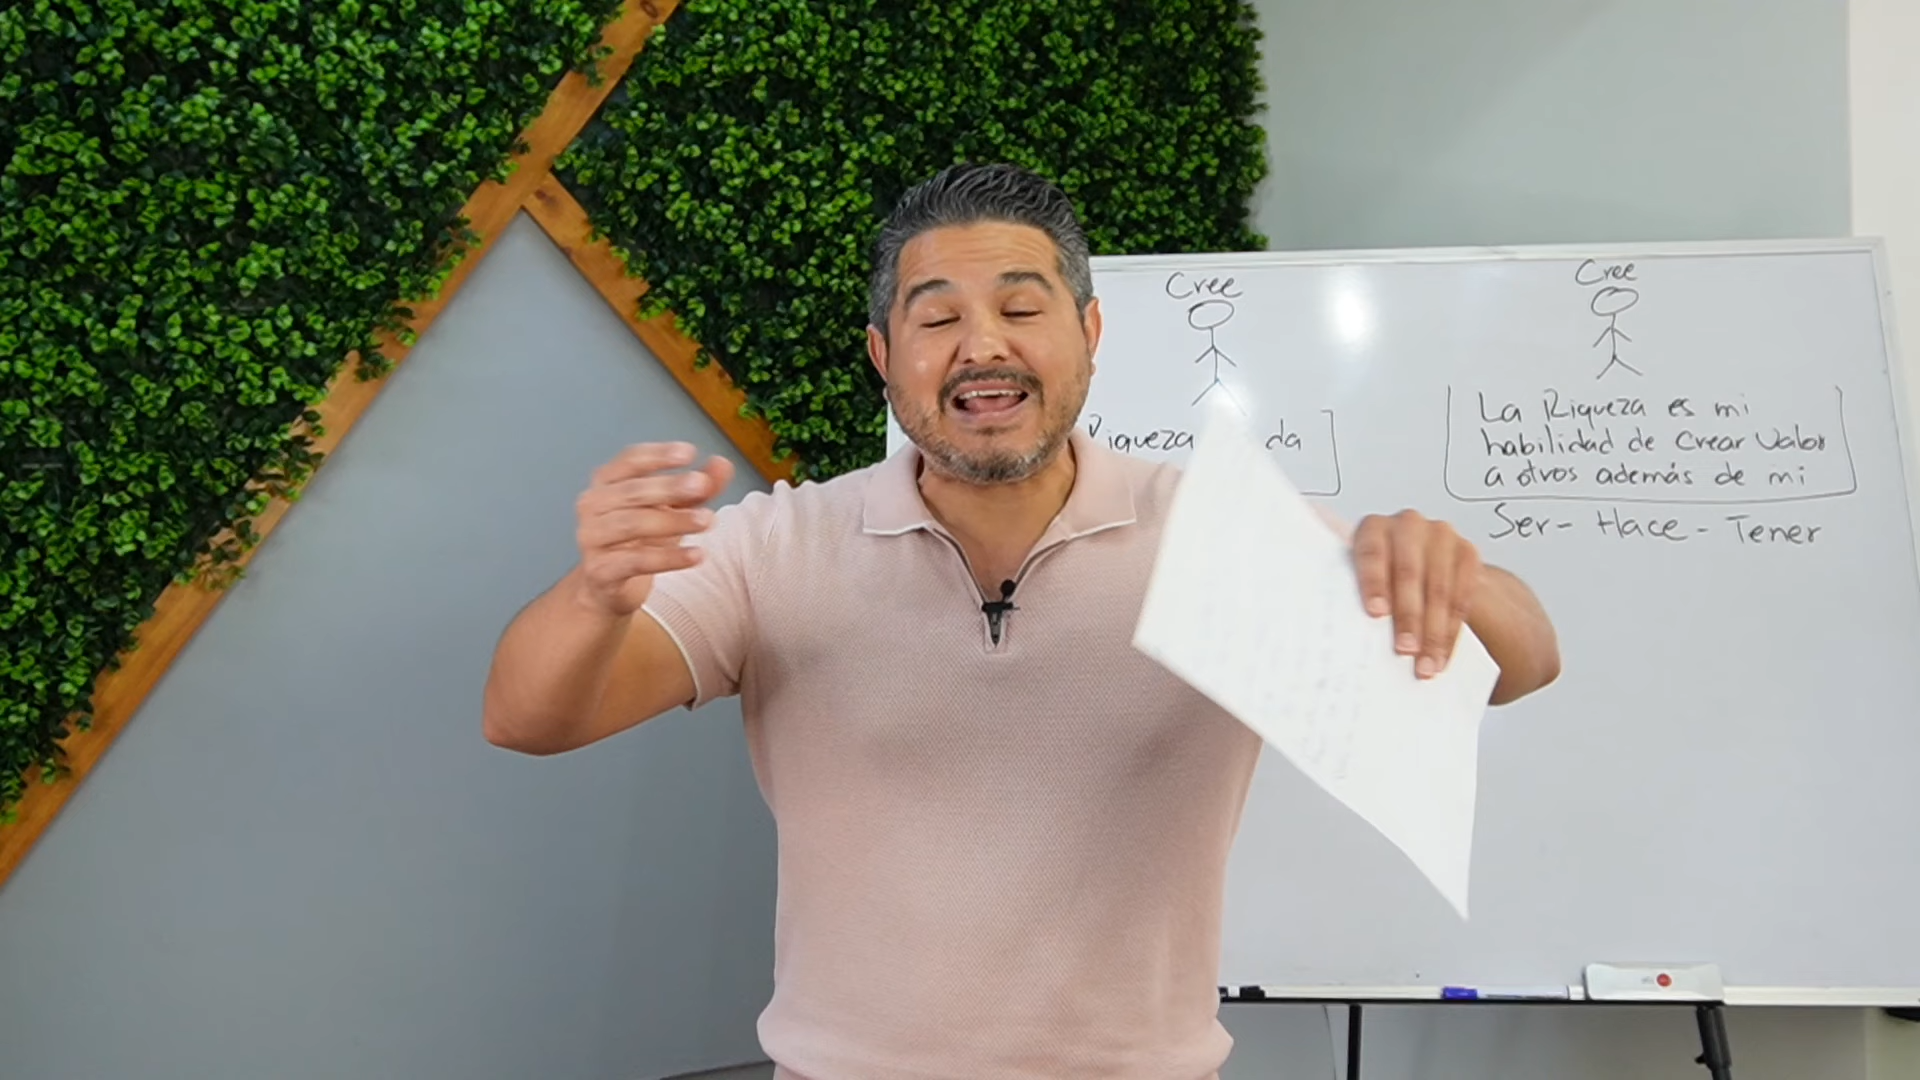 Cree
Riqueza da
Cree
La Riqueza es mi
habilidad de Crear Valor
a otros además de mi
Ser- Hace- Tener